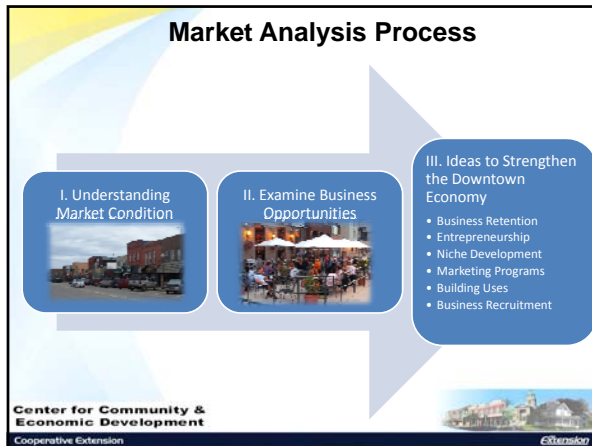 Market Analysis Process
I. Understanding
Market Condition
II. Examine Business
Opportunities
III. Ideas to Strengthen
the Downtown
Economy
• Business Retention
• Entrepreneurship
• Niche Development
• Marketing Programs
• Building Uses
• Business Recruitment
Center for Community &
Economic Development
Cooperative Extension
Extension